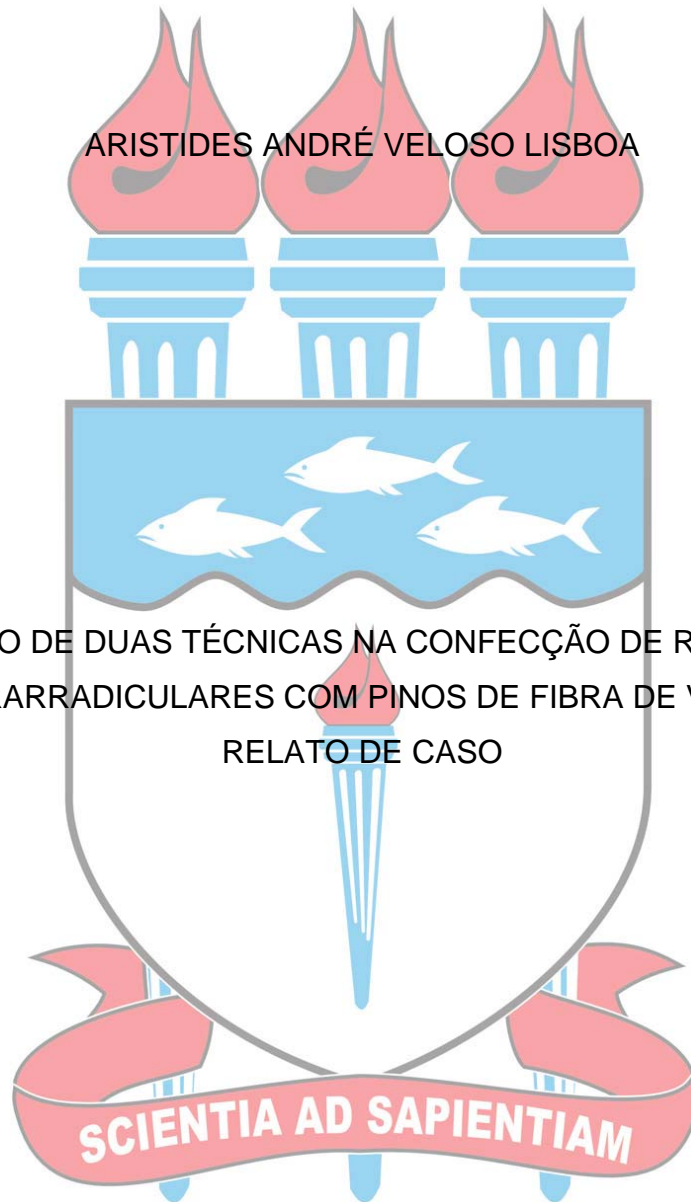 ARISTIDES ANDRÉ VELOSO LISBOA
O DE DUAS TÉCNICAS NA CONFECÇÃO DE R
ARRADICULARES COM PINOS DE FIBRA DE V
RELATO DE CASO
SCIENTIA AD SAPIENTIAM